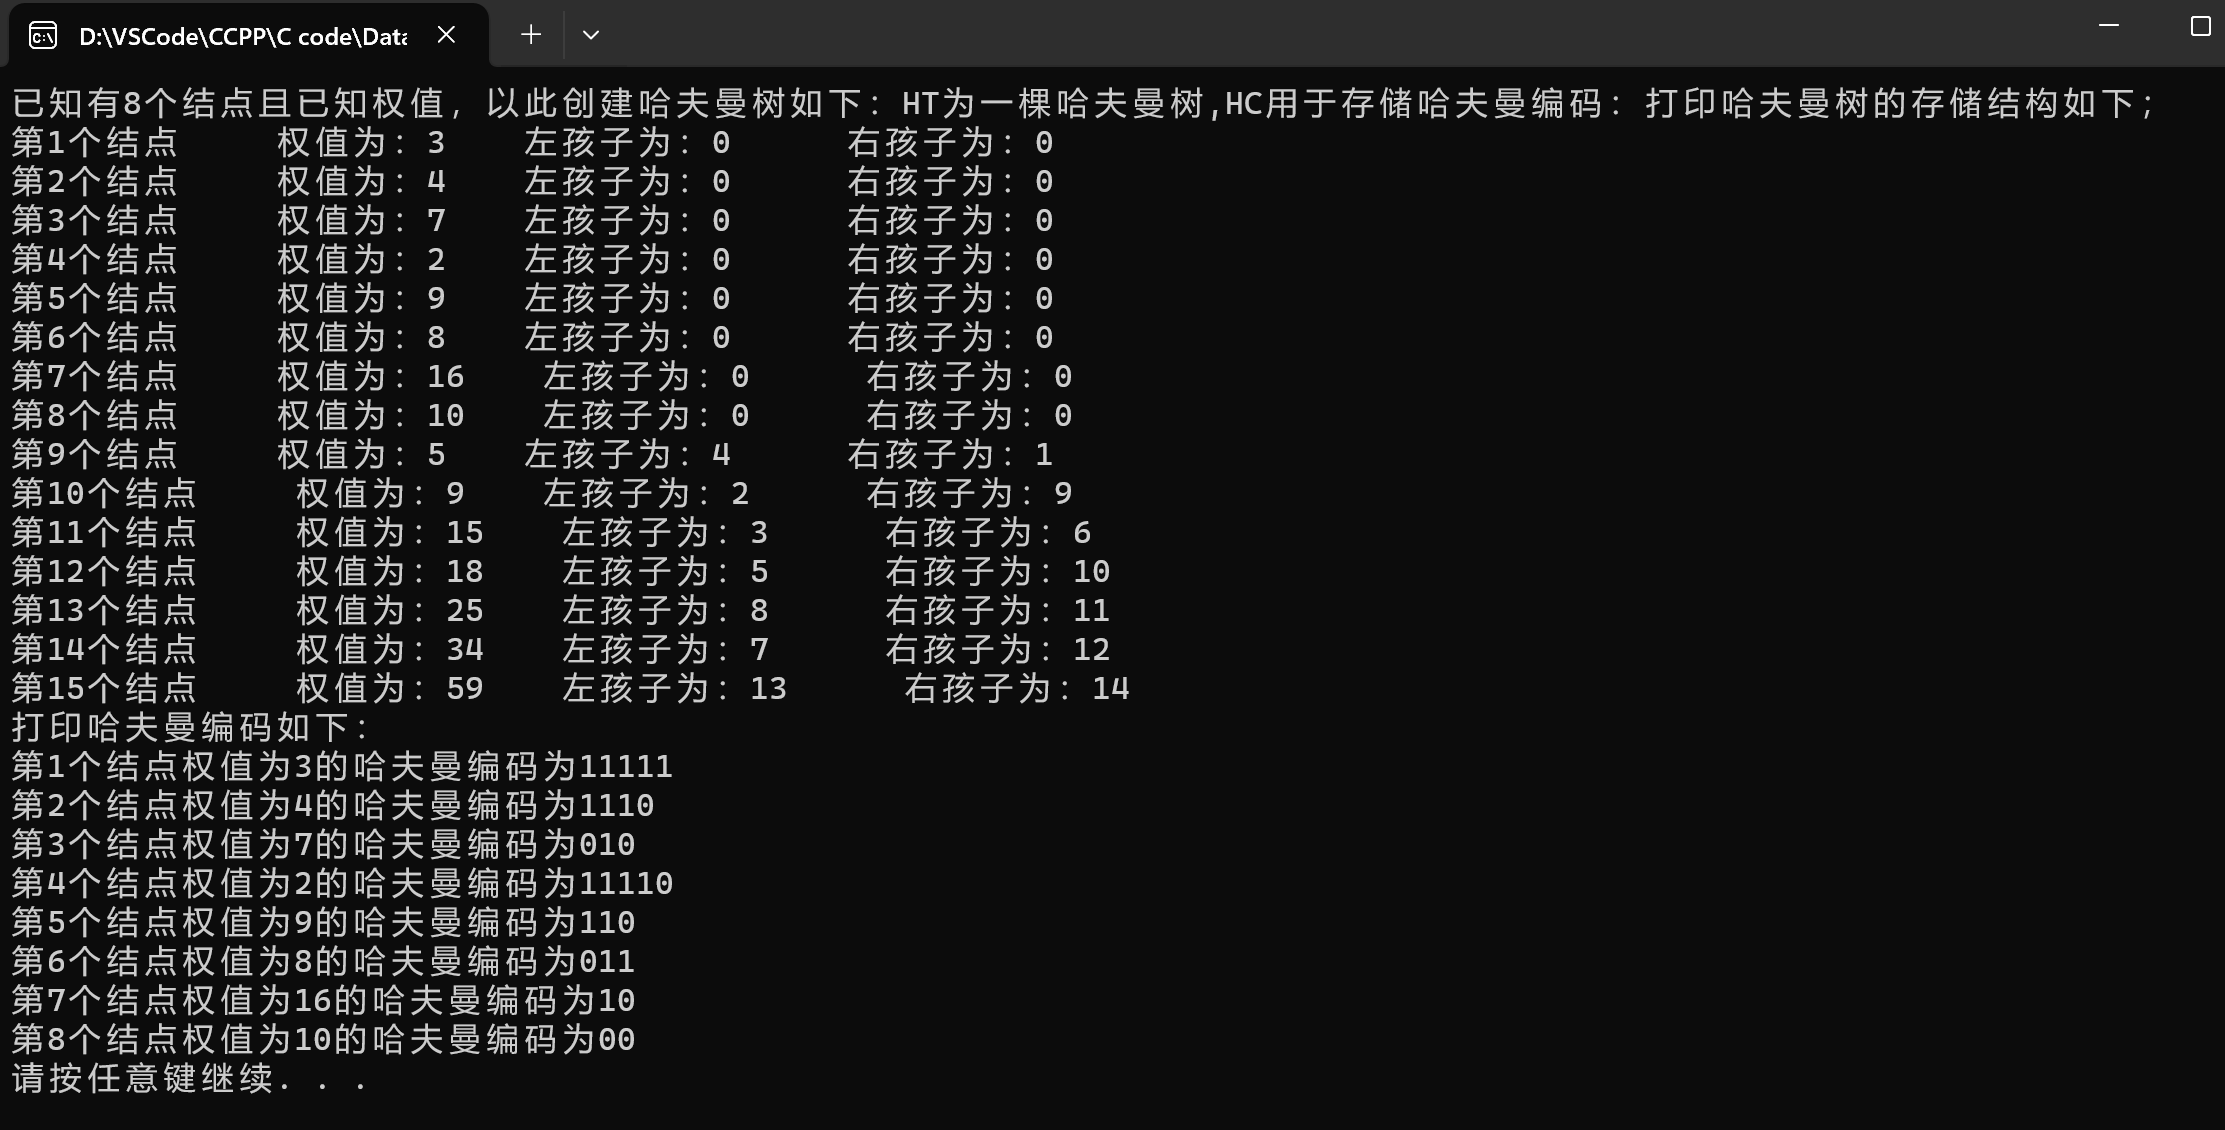 D:\VSCode\CCPP\C code\Data
已知有8个结点且已知权值，以此创建哈夫曼树如下：HT为一棵哈夫曼树,HC用于存储哈夫曼编码：打印哈夫曼树的存储结构如下；
第1个结点     权值为：3    左孩子为：0      右孩子为：0
第2个结点     权值为：4    左孩子为：0      右孩子为：0
第3个结点     权值为：7    左孩子为：0      右孩子为：0
第4个结点     权值为：2    左孩子为：0      右孩子为：0
第5个结点     权值为：9    左孩子为：0      右孩子为：0
第6个结点     权值为：8    左孩子为：0      右孩子为：0
第7个结点     权值为：16    左孩子为：0      右孩子为：0
第8个结点     权值为：10    左孩子为：0      右孩子为：0
第9个结点     权值为：5    左孩子为：4      右孩子为：1
第10个结点     权值为：9    左孩子为：2      右孩子为：9
第11个结点     权值为：15    左孩子为：3      右孩子为：6
第12个结点     权值为：18    左孩子为：5      右孩子为：10
第13个结点     权值为：25    左孩子为：8      右孩子为：11
第14个结点     权值为：34    左孩子为：7      右孩子为：12
第15个结点     权值为：59    左孩子为：13      右孩子为：14
打印哈夫曼编码如下：
第1个结点权值为3的哈夫曼编码为11111
第2个结点权值为4的哈夫曼编码为1110
第3个结点权值为7的哈夫曼编码为010
第4个结点权值为2的哈夫曼编码为11110
第5个结点权值为9的哈夫曼编码为110
第6个结点权值为8的哈夫曼编码为011
第7个结点权值为16的哈夫曼编码为10
第8个结点权值为10的哈夫曼编码为00
请按任意键继续. . .